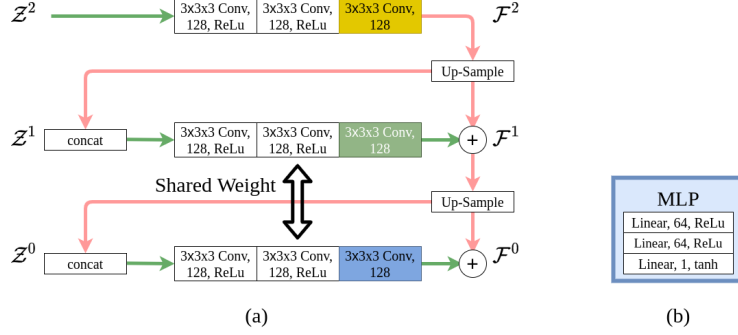 𝒵² 3x3x3 Conv, 128, ReLu 3x3x3 Conv, 128, ReLu 3x3x3 Conv, 128 ℱ²
Up-Sample
𝒵¹ concat 3x3x3 Conv, 128, ReLu 3x3x3 Conv, 128, ReLu 3x3x3 Conv, 128 + ℱ¹
Shared Weight
Up-Sample
𝒵⁰ concat 3x3x3 Conv, 128, ReLu 3x3x3 Conv, 128, ReLu 3x3x3 Conv, 128 + ℱ⁰
(a)
MLP
Linear, 64, ReLu
Linear, 64, ReLu
Linear, 1, tanh
(b)